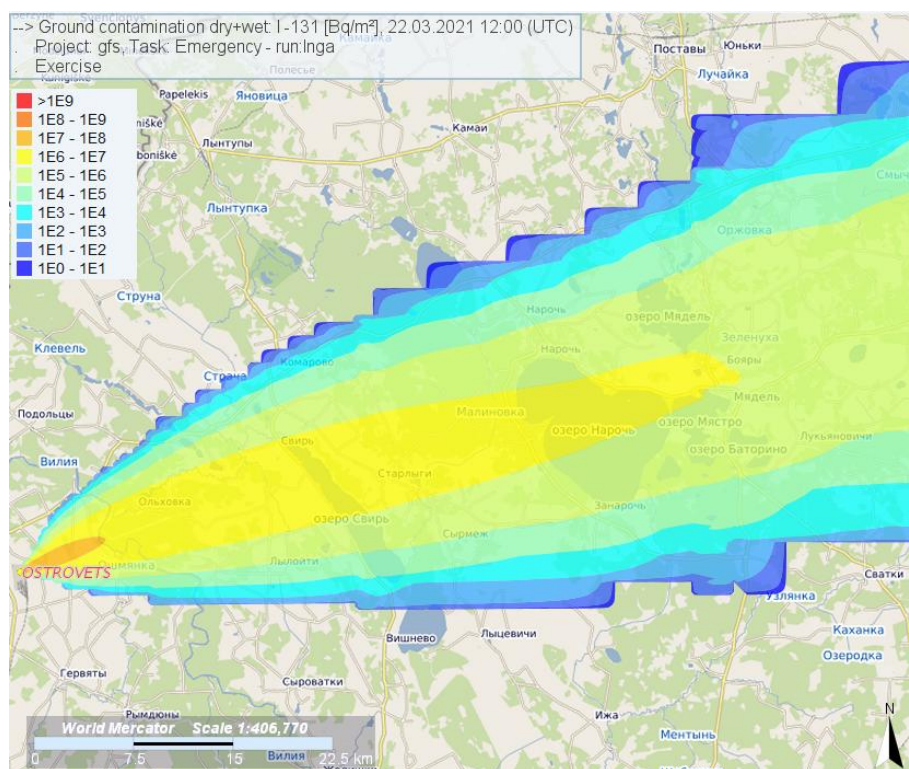 --> Ground contamination dry+wet: I-131 [Bq/m²], 22.03.2021 12:00 (UTC)
. Project: gfs, Task: Emergency - run:Inga
. Exercise
>1E9
1E8 - 1E9
1E7 - 1E8
1E6 - 1E7
1E5 - 1E6
1E4 - 1E5
1E3 - 1E4
1E2 - 1E3
1E1 - 1E2
1E0 - 1E1
Камайка
Полесье
Поставы
Юньки
Лучайка
Papelekis
Яновица
Камаи
Лынтупы
Лынтупка
Смыч
Оржовка
Струна
Нарочь
озеро Мядель
Зеленуха
Клевель
Комарово
Нарочь
Бояры
Страча
Мядель
Подольцы
Малиновка
озеро Мястро
Свирь
озеро Нарочь
Лукьяновичи
озеро Баторино
Вилия
Старлыги
Ольховка
озеро Свирь
Занарочь
Сырмеж
OSTROVETS
Ошмянка
Лылойти
Сватки
Узлянка
Вишнево
Лыцевичи
Каханка
Озеродка
Гервяты
Сыроватки
Рымдюны
Ижа
Ментынь
N
World Mercator Scale 1:406,770
0 7.5 15 22.5 km
Вилия